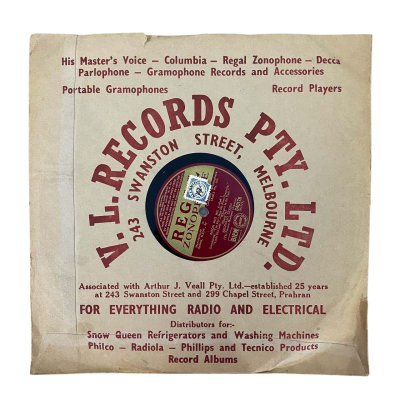 His Master's Voice — Columbia — Regal Zonophone — Decca
Parlophone — Gramophone Records and Accessories
Portable Gramophones Record Players
V.L. RECORDS PTY. LTD.
243 SWANSTON STREET, MELBOURNE
REGAL
ZONOPHONE
Associated with Arthur J. Veall Pty. Ltd.—established 25 years
at 243 Swanston Street and 299 Chapel Street, Prahran
FOR EVERYTHING RADIO AND ELECTRICAL
Distributors for:-
Snow Queen Refrigerators and Washing Machines
Philco — Radiola — Phillips and Tecnico Products
Record Albums